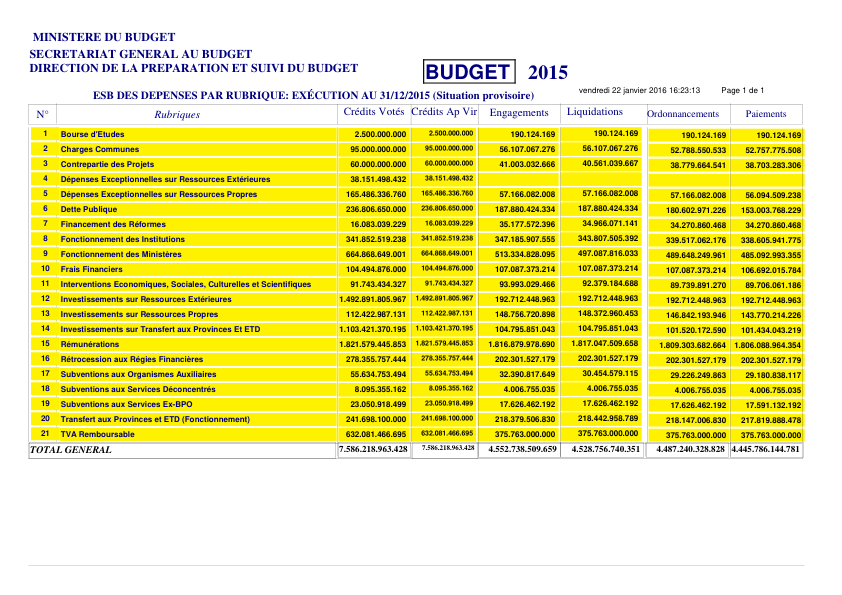 MINISTERE DU BUDGET
SECRETARIAT GENERAL AU BUDGET
DIRECTION DE LA PREPARATION ET SUIVI DU BUDGET
BUDGET 2015
vendredi 22 janvier 2016 16:23:13 Page 1 de 1
ESB DES DEPENSES PAR RUBRIQUE: EXÉCUTION AU 31/12/2015 (Situation provisoire)
N° Rubriques Crédits Votés Crédits Ap Vir Engagements Liquidations Ordonnancements Paiements
1 Bourse d'Etudes 2.500.000.000 2.500.000.000 190.124.169 190.124.169 190.124.169 190.124.169
2 Charges Communes 95.000.000.000 95.000.000.000 56.107.067.276 56.107.067.276 52.788.550.533 52.757.775.508
3 Contrepartie des Projets 60.000.000.000 60.000.000.000 41.003.032.666 40.561.039.667 38.779.664.541 38.703.283.306
4 Dépenses Exceptionnelles sur Ressources Extérieures 38.151.498.432 38.151.498.432
5 Dépenses Exceptionnelles sur Ressources Propres 165.486.336.760 165.486.336.760 57.166.082.008 57.166.082.008 57.166.082.008 56.094.509.238
6 Dette Publique 236.806.650.000 236.806.650.000 187.880.424.334 187.880.424.334 180.602.971.226 153.003.768.229
7 Financement des Réformes 16.083.039.229 16.083.039.229 35.177.572.396 34.966.071.141 34.270.860.468 34.270.860.468
8 Fonctionnement des Institutions 341.852.519.238 341.852.519.238 347.185.907.555 343.807.505.392 339.517.062.176 338.605.941.775
9 Fonctionnement des Ministères 664.868.649.001 664.868.649.001 513.334.828.095 497.087.816.033 489.648.249.961 485.092.993.355
10 Frais Financiers 104.494.876.000 104.494.876.000 107.087.373.214 107.087.373.214 107.087.373.214 106.692.015.784
11 Interventions Economiques, Sociales, Culturelles et Scientifiques 91.743.434.327 91.743.434.327 93.993.029.466 92.379.184.688 89.739.891.270 89.706.061.186
12 Investissements sur Ressources Extérieures 1.492.891.805.967 1.492.891.805.967 192.712.448.963 192.712.448.963 192.712.448.963 192.712.448.963
13 Investissements sur Ressources Propres 112.422.987.131 112.422.987.131 148.756.720.898 148.372.960.453 146.842.193.946 143.770.214.226
14 Investissements sur Transfert aux Provinces Et ETD 1.103.421.370.195 1.103.421.370.195 104.795.851.043 104.795.851.043 101.520.172.590 101.434.043.219
15 Rémunérations 1.821.579.445.853 1.821.579.445.853 1.816.879.978.690 1.817.047.509.658 1.809.303.682.664 1.806.088.964.354
16 Rétrocession aux Régies Financières 278.355.757.444 278.355.757.444 202.301.527.179 202.301.527.179 202.301.527.179 202.301.527.179
17 Subventions aux Organismes Auxiliaires 55.634.753.494 55.634.753.494 32.390.817.649 30.454.579.115 29.226.249.863 29.180.838.117
18 Subventions aux Services Déconcentrés 8.095.355.162 8.095.355.162 4.006.755.035 4.006.755.035 4.006.755.035 4.006.755.035
19 Subventions aux Services Ex-BPO 23.050.918.499 23.050.918.499 17.626.462.192 17.626.462.192 17.626.462.192 17.591.132.192
20 Transfert aux Provinces et ETD (Fonctionnement) 241.698.100.000 241.698.100.000 218.379.506.830 218.442.958.789 218.147.006.830 217.819.888.478
21 TVA Remboursable 632.081.466.695 632.081.466.695 375.763.000.000 375.763.000.000 375.763.000.000 375.763.000.000
TOTAL GENERAL 7.586.218.963.428 7.586.218.963.428 4.552.738.509.659 4.528.756.740.351 4.487.240.328.828 4.445.786.144.781